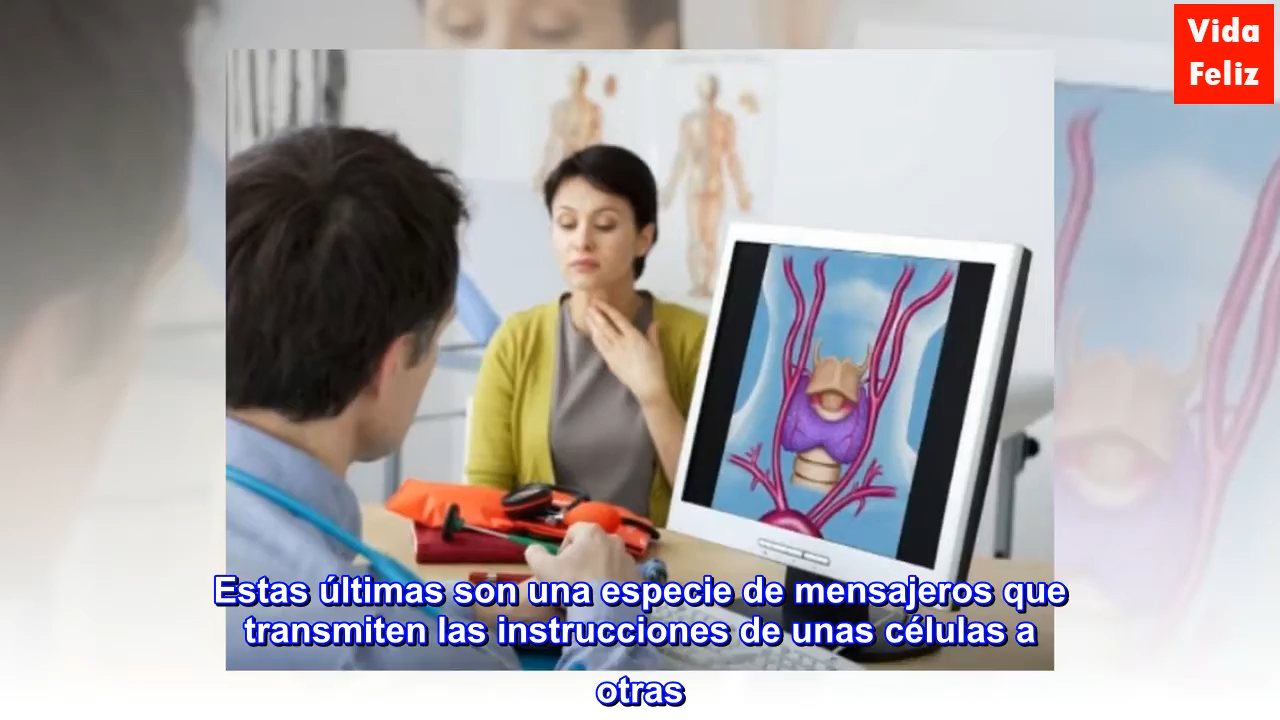 Vida
Feliz
Estas últimas son una especie de mensajeros que
transmiten las instrucciones de unas células a
otras